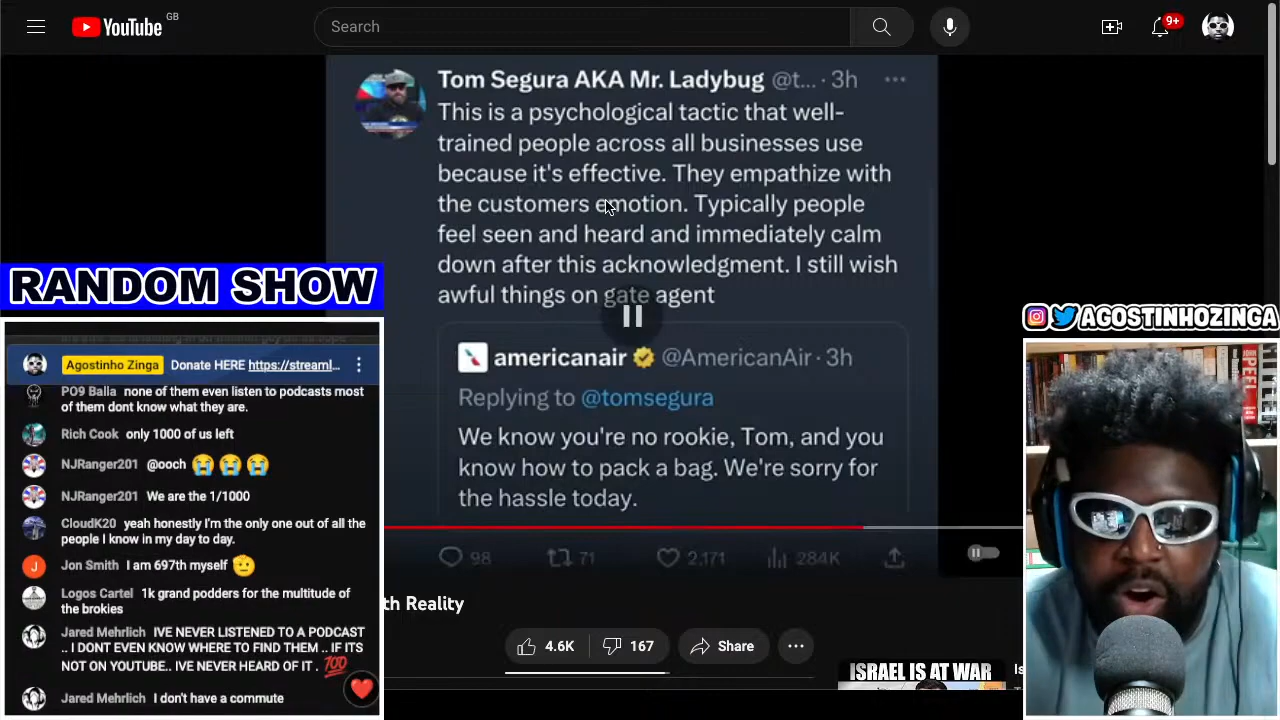 YouTube
GB
Search
9+
Tom Segura AKA Mr. Ladybug @t... · 3h
This is a psychological tactic that well-
trained people across all businesses use
because it's effective. They empathize with
the customers emotion. Typically people
feel seen and heard and immediately calm
down after this acknowledgment. I still wish
awful things on gate agent
americanair @AmericanAir · 3h
Replying to @tomsegura
We know you're no rookie, Tom, and you
know how to pack a bag. We're sorry for
the hassle today.
98 71 2,171 284K
th Reality
4.6K 167 Share
ISRAEL IS AT WAR
RANDOM SHOW
Agostinho Zinga Donate HERE https://streaml...
PO9 Balla none of them even listen to podcasts most
of them dont know what they are.
Rich Cook only 1000 of us left
NJRanger201 @ooch 😭😭😭
NJRanger201 We are the 1/1000
CloudK20 yeah honestly I'm the only one out of all the
people I know in my day to day.
J
Jon Smith I am 697th myself 🫡
Logos Cartel 1k grand podders for the multitude of
the brokies
Jared Mehrlich IVE NEVER LISTENED TO A PODCAST
.. I DONT EVEN KNOW WHERE TO FIND THEM .. IF ITS
NOT ON YOUTUBE.. IVE NEVER HEARD OF IT . 💯
Jared Mehrlich I don't have a commute
@AGOSTINHOZINGA